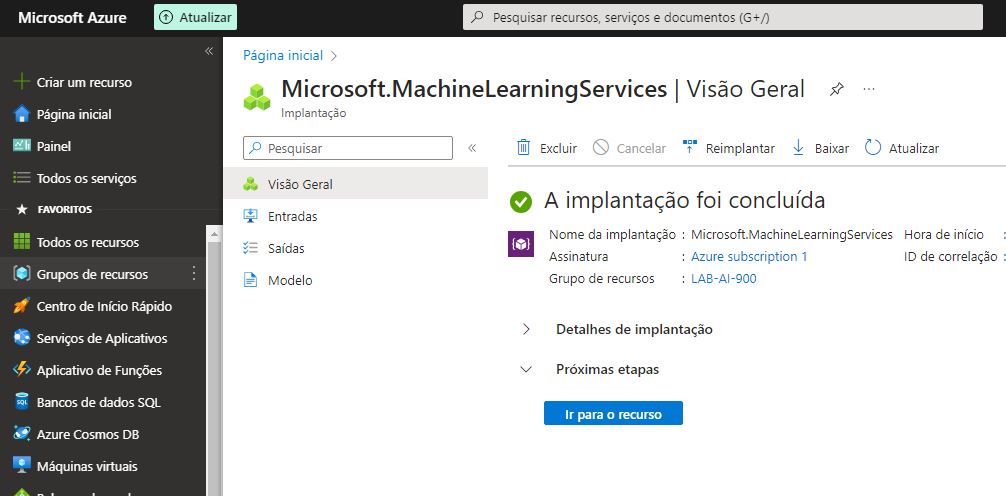 Microsoft Azure
Atualizar
Pesquisar recursos, serviços e documentos (G+/)
«
Criar um recurso
Página inicial
Painel
Todos os serviços
FAVORITOS
Todos os recursos
Grupos de recursos
Centro de Início Rápido
Serviços de Aplicativos
Aplicativo de Funções
Bancos de dados SQL
Azure Cosmos DB
Máquinas virtuais
Página inicial >
Microsoft.MachineLearningServices | Visão Geral
Implantação
Pesquisar «
Visão Geral
Entradas
Saídas
Modelo
Excluir Cancelar Reimplantar Baixar Atualizar
A implantação foi concluída
Nome da implantação : Microsoft.MachineLearningServices Hora de início :
Assinatura : Azure subscription 1 ID de correlação :
Grupo de recursos : LAB-AI-900
Detalhes de implantação
Próximas etapas
Ir para o recurso